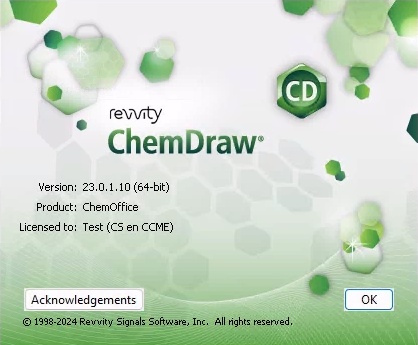 CD
revvity
ChemDraw®
Version: 23.0.1.10 (64-bit)
Product: ChemOffice
Licensed to: Test (CS en CCME)
Acknowledgements
OK
© 1998-2024 Revvity Signals Software, Inc. All rights reserved.